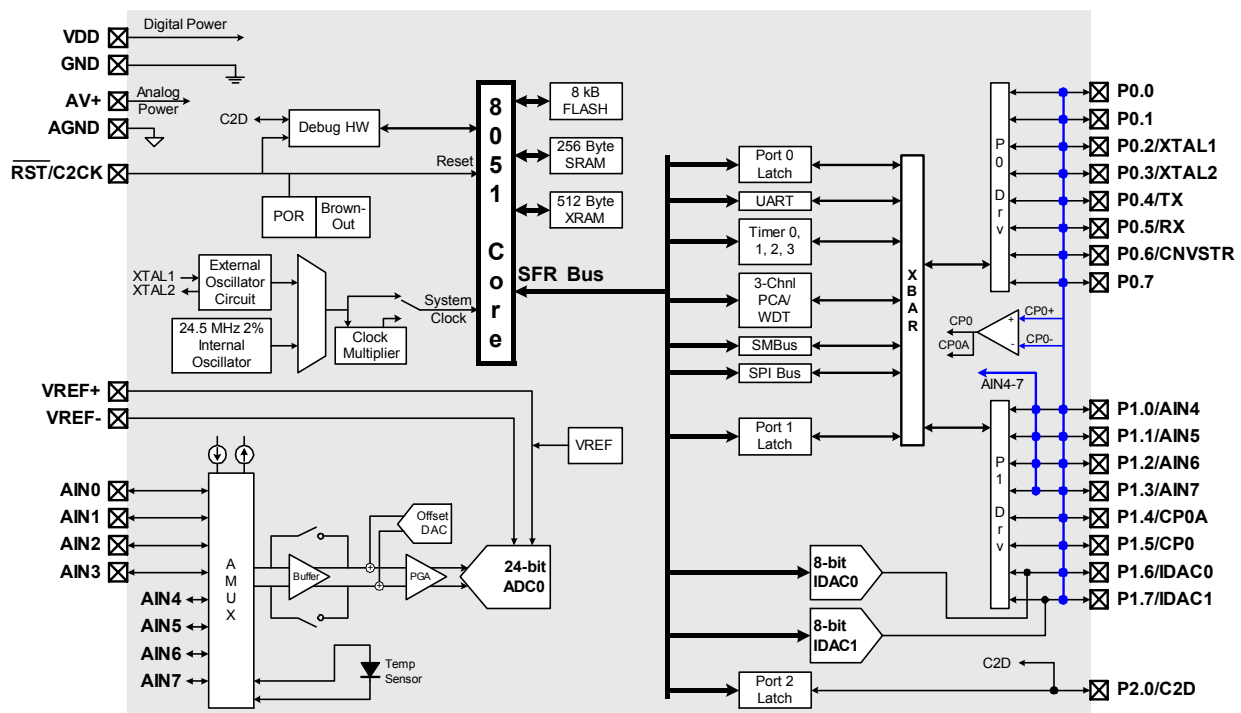 VDD
Digital Power
GND
AV+
Analog
Power
AGND
RST/C2CK
C2D
Debug HW
Reset
POR
Brown-
Out
XTAL1
XTAL2
External
Oscillator
Circuit
24.5 MHz 2%
Internal
Oscillator
Clock
Multiplier
System
Clock
8
0
5
1
C
o
r
e
8 kB
FLASH
256 Byte
SRAM
512 Byte
XRAM
SFR Bus
Port 0
Latch
UART
Timer 0,
1, 2, 3
3-Chnl
PCA/
WDT
SMBus
SPI Bus
Port 1
Latch
X
B
A
R
P
0
D
r
v
P0.0
P0.1
P0.2/XTAL1
P0.3/XTAL2
P0.4/TX
P0.5/RX
P0.6/CNVSTR
P0.7
CP0
CP0A
+
-
CP0+
CP0-
AIN4-7
P
1
D
r
v
P1.0/AIN4
P1.1/AIN5
P1.2/AIN6
P1.3/AIN7
P1.4/CP0A
P1.5/CP0
P1.6/IDAC0
P1.7/IDAC1
VREF+
VREF-
VREF
AIN0
AIN1
AIN2
AIN3
AIN4
AIN5
AIN6
AIN7
A
M
U
X
Buffer
+
+
Offset
DAC
PGA
24-bit
ADC0
Temp
Sensor
8-bit
IDAC0
8-bit
IDAC1
Port 2
Latch
C2D
P2.0/C2D